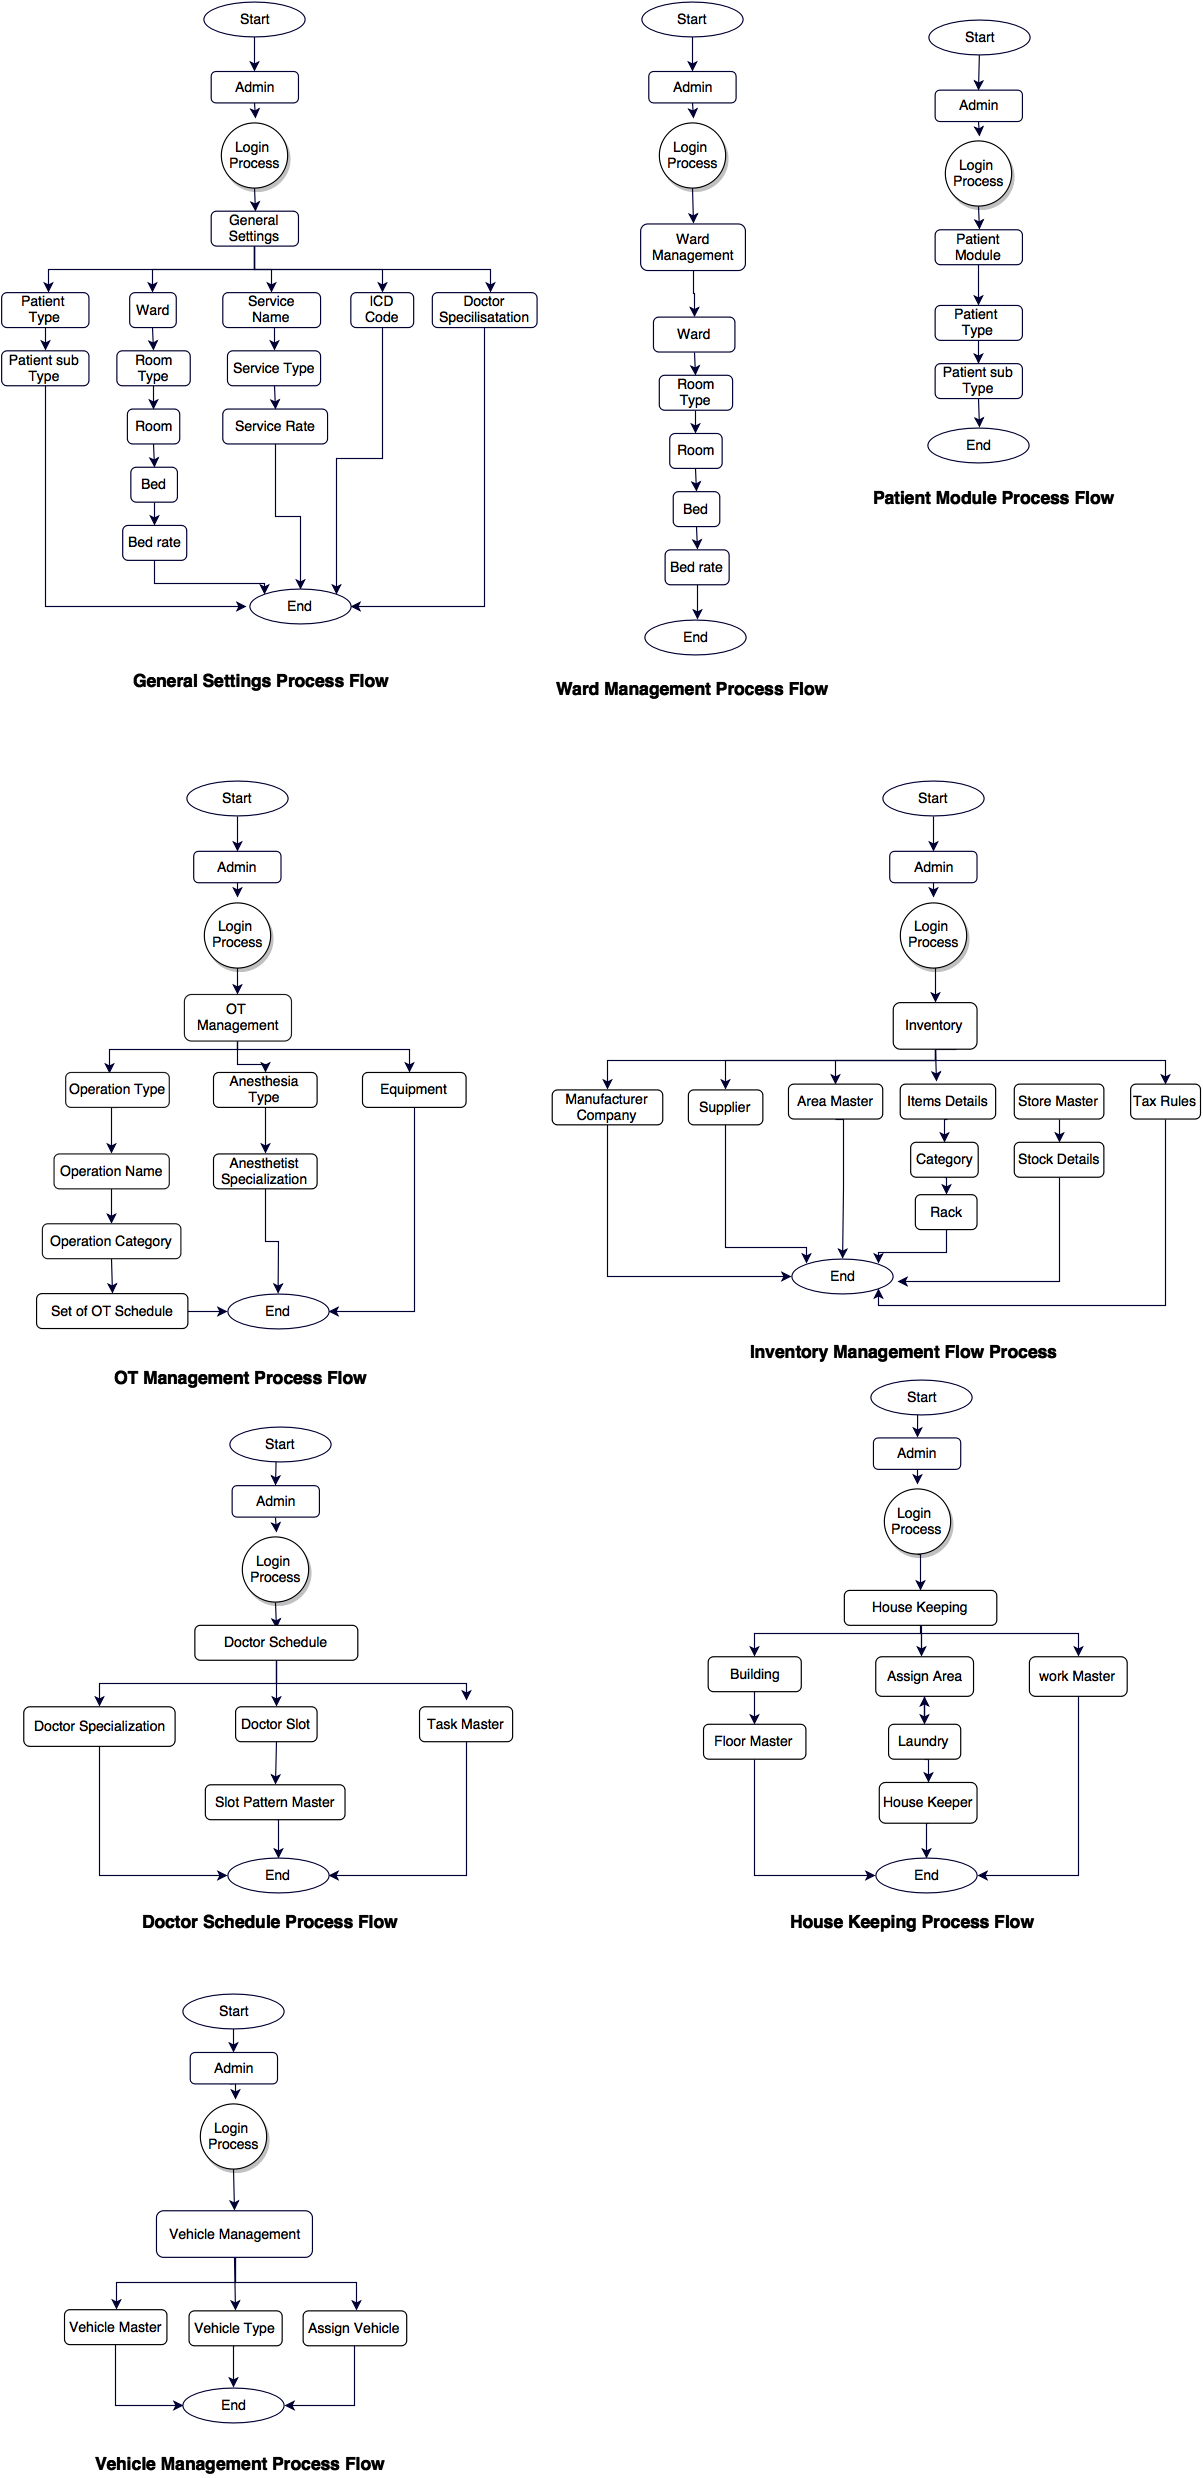 Start
Admin
Login
Process
General
Settings
Patient
Type
Ward
Service
Name
ICD
Code
Doctor
Specilisatation
Patient sub
Type
Room
Type
Service Type
Room
Service Rate
Bed
Bed rate
End
General Settings Process Flow
Start
Admin
Login
Process
Ward
Management
Ward
Room
Type
Room
Bed
Bed rate
End
Ward Management Process Flow
Start
Admin
Login
Process
Patient
Module
Patient
Type
Patient sub
Type
End
Patient Module Process Flow
Start
Admin
Login
Process
OT
Management
Operation Type
Anesthesia
Type
Equipment
Operation Name
Anesthetist
Specialization
Operation Category
Set of OT Schedule
End
OT Management Process Flow
Start
Admin
Login
Process
Inventory
Manufacturer
Company
Supplier
Area Master
Items Details
Store Master
Tax Rules
Category
Stock Details
Rack
End
Inventory Management Flow Process
Start
Admin
Login
Process
Doctor Schedule
Doctor Specialization
Doctor Slot
Task Master
Slot Pattern Master
End
Doctor Schedule Process Flow
Start
Admin
Login
Process
House Keeping
Building
Assign Area
work Master
Floor Master
Laundry
House Keeper
End
House Keeping Process Flow
Start
Admin
Login
Process
Vehicle Management
Vehicle Master
Vehicle Type
Assign Vehicle
End
Vehicle Management Process Flow